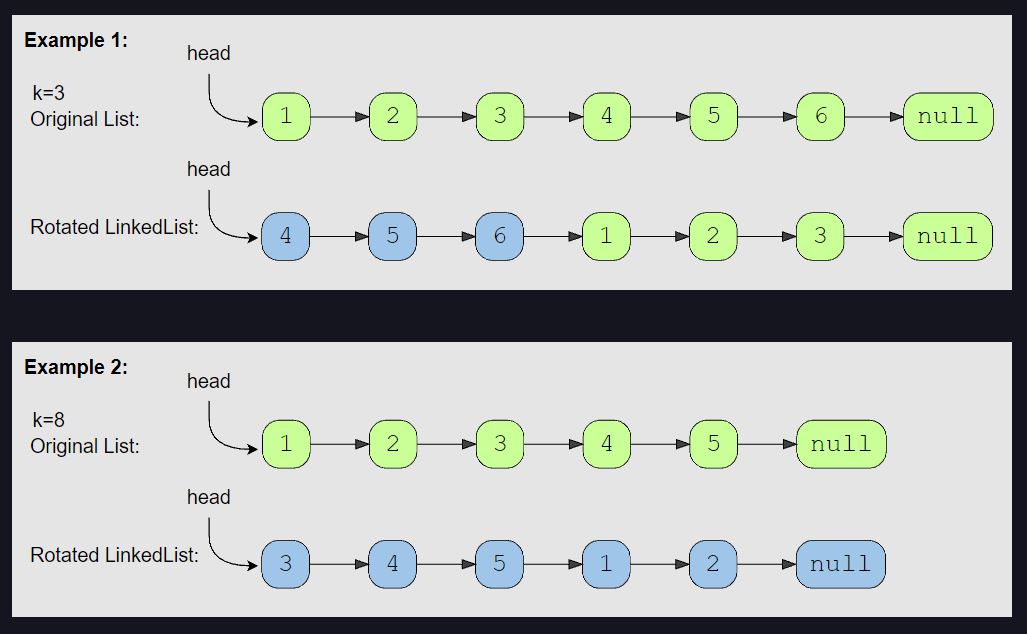 Example 1:
head
k=3
Original List:
1 2 3 4 5 6 null
head
Rotated LinkedList:
4 5 6 1 2 3 null
Example 2:
head
k=8
Original List:
1 2 3 4 5 null
head
Rotated LinkedList:
3 4 5 1 2 null